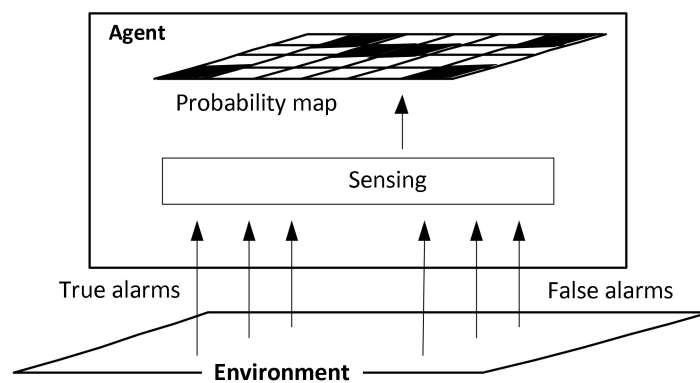 Agent
Probability map
Sensing
True alarms
False alarms
Environment